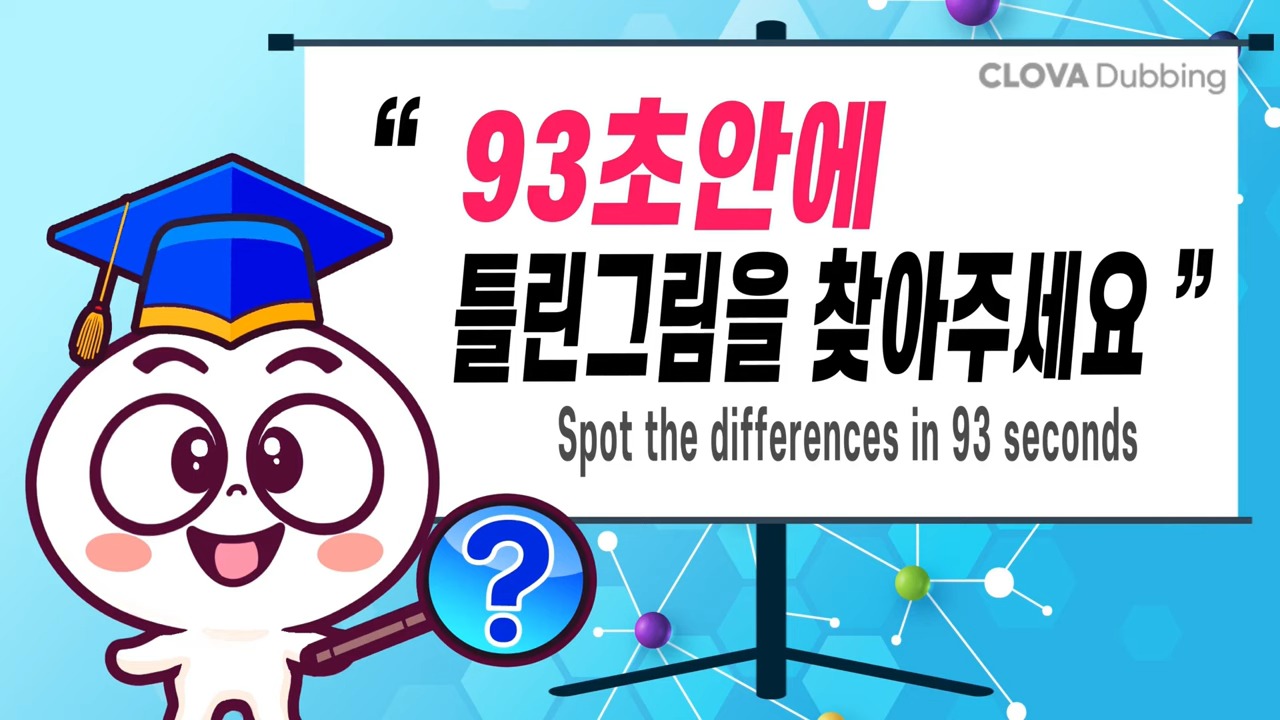 CLOVA Dubbing
“ 93초안에
틀린그림을 찾아주세요 ”
Spot the differences in 93 seconds
?